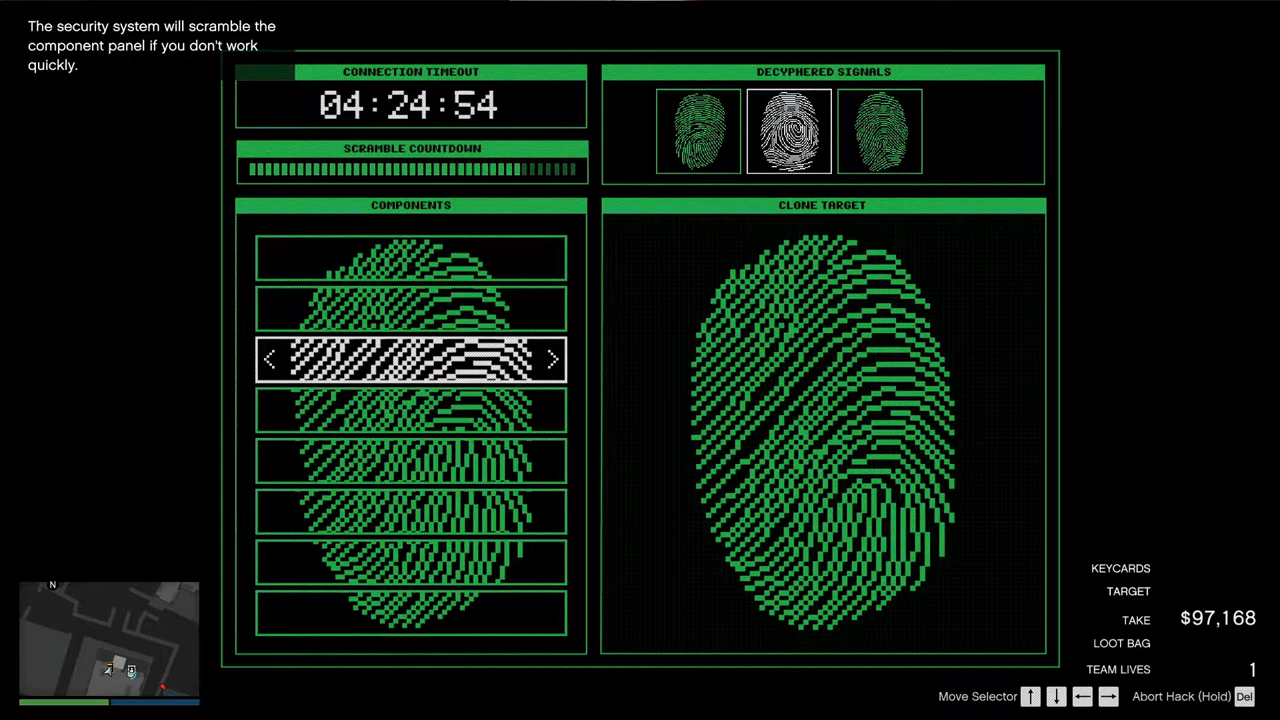 The security system will scramble the
component panel if you don't work
quickly.
CONNECTION TIMEOUT
04:24:54
SCRAMBLE COUNTDOWN
COMPONENTS
< >
DECYPHERED SIGNALS
CLONE TARGET
N
KEYCARDS
TARGET
TAKE $97,168
LOOT BAG
TEAM LIVES 1
Move Selector ↑ ↓ ← → Abort Hack (Hold) Del